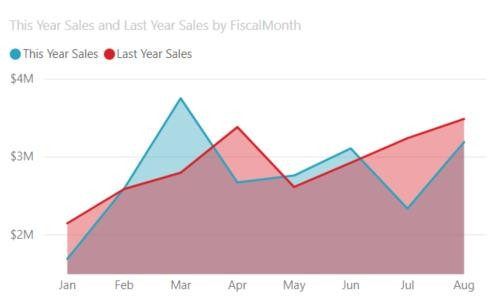 This Year Sales and Last Year Sales by FiscalMonth
This Year Sales Last Year Sales
$4M
$3M
$2M
Jan Feb Mar Apr May Jun Jul Aug